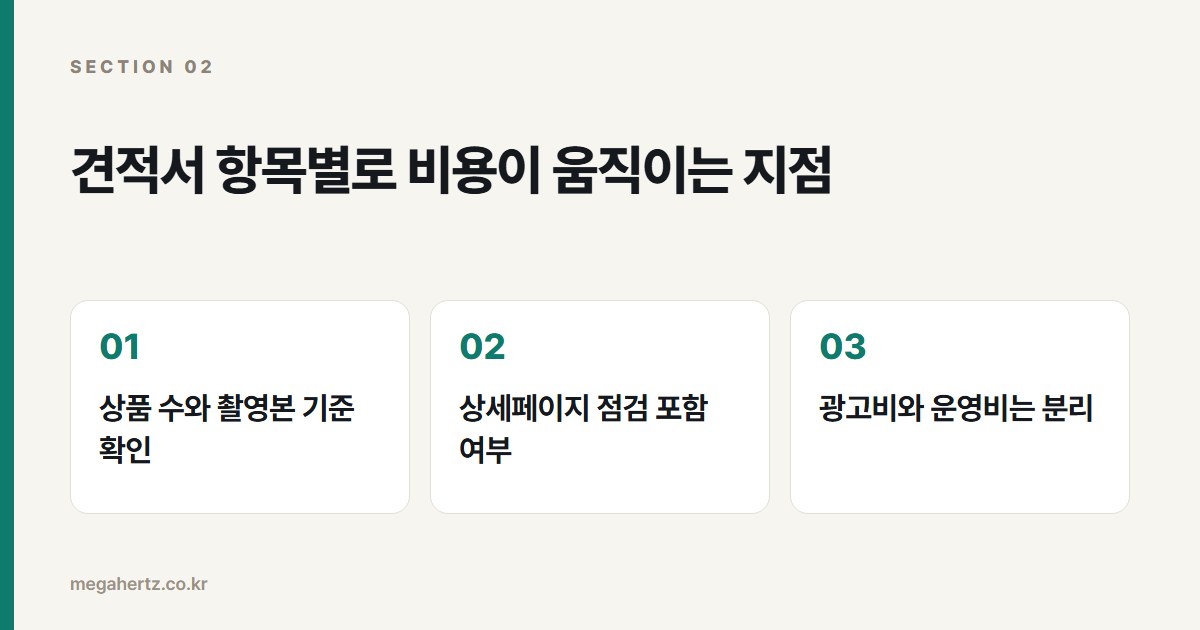 SECTION 02
견적서 항목별로 비용이 움직이는 지점
01
상품 수와 촬영본 기준
확인
02
상세페이지 점검 포함
여부
03
광고비와 운영비는 분리
megahertz.co.kr